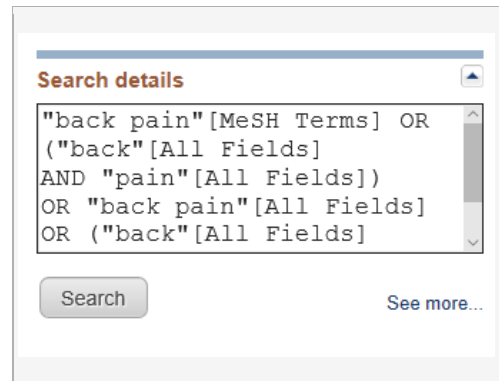 Search details
"back pain"[MeSH Terms] OR
("back"[All Fields]
AND "pain"[All Fields])
OR "back pain"[All Fields]
OR ("back"[All Fields]
Search
See more...